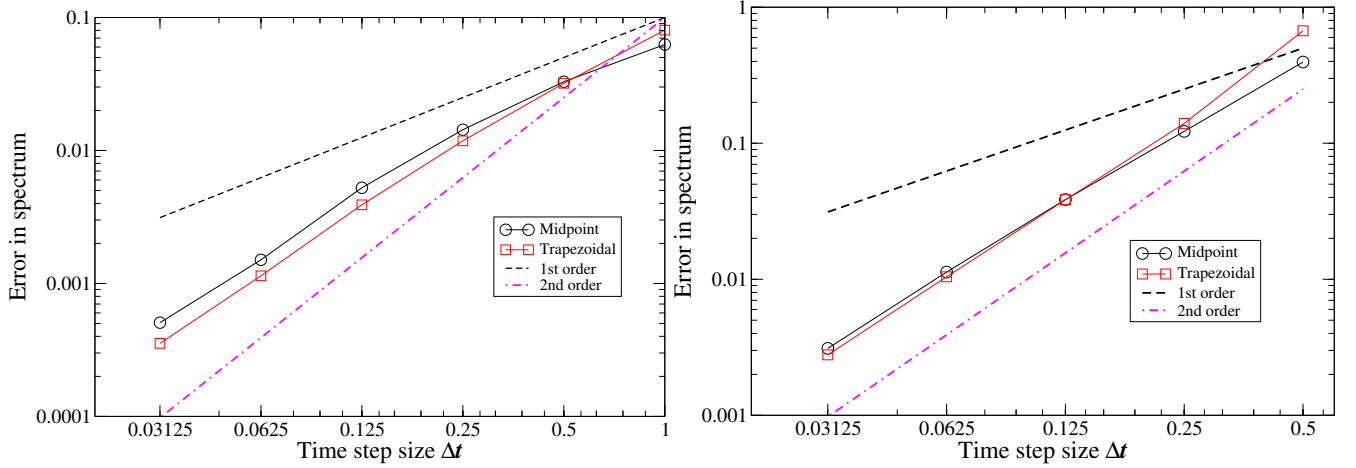 0.1
0.01
0.001
0.0001
Error in spectrum
Midpoint
Trapezoidal
1st order
2nd order
0.03125 0.0625 0.125 0.25 0.5 1
Time step size Δt
1
0.1
0.01
0.001
Error in spectrum
Midpoint
Trapezoidal
1st order
2nd order
0.03125 0.0625 0.125 0.25 0.5
Time step size Δt